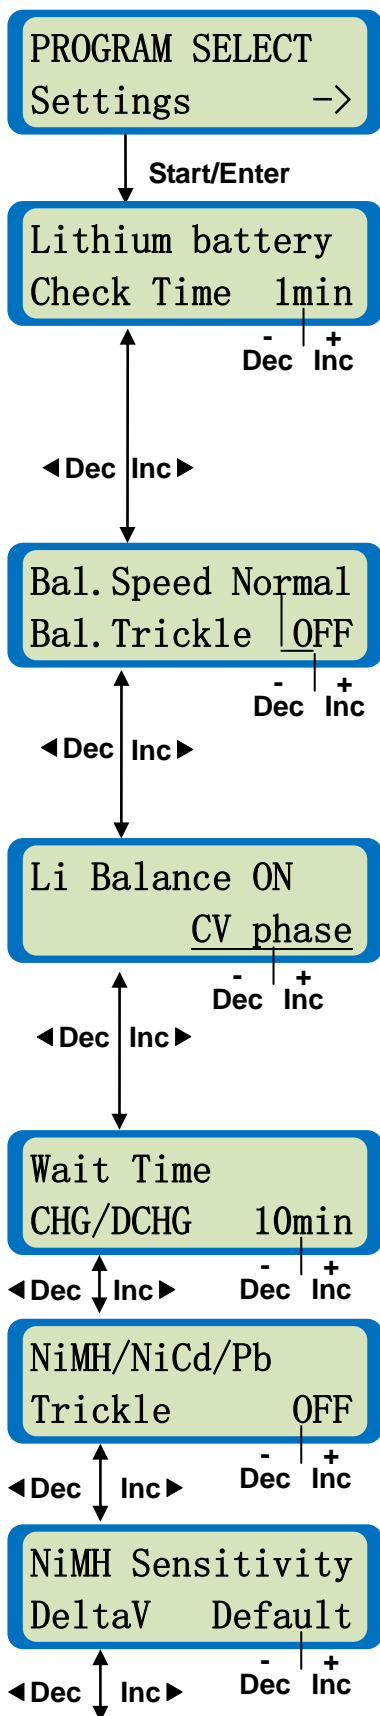 PROGRAM SELECT
Settings ->
Start/Enter
Lithium battery
Check Time 1min
- +
Dec Inc
◀ Dec Inc ▶
Bal.Speed Normal
Bal.Trickle OFF
- +
Dec Inc
◀ Dec Inc ▶
Li Balance ON
CV phase
- +
Dec Inc
◀ Dec Inc ▶
Wait Time
CHG/DCHG 10min
- +
Dec Inc
◀ Dec Inc ▶
NiMH/NiCd/Pb
Trickle OFF
- +
Dec Inc
◀ Dec Inc ▶
NiMH Sensitivity
DeltaV Default
- +
Dec Inc
◀ Dec Inc ▶